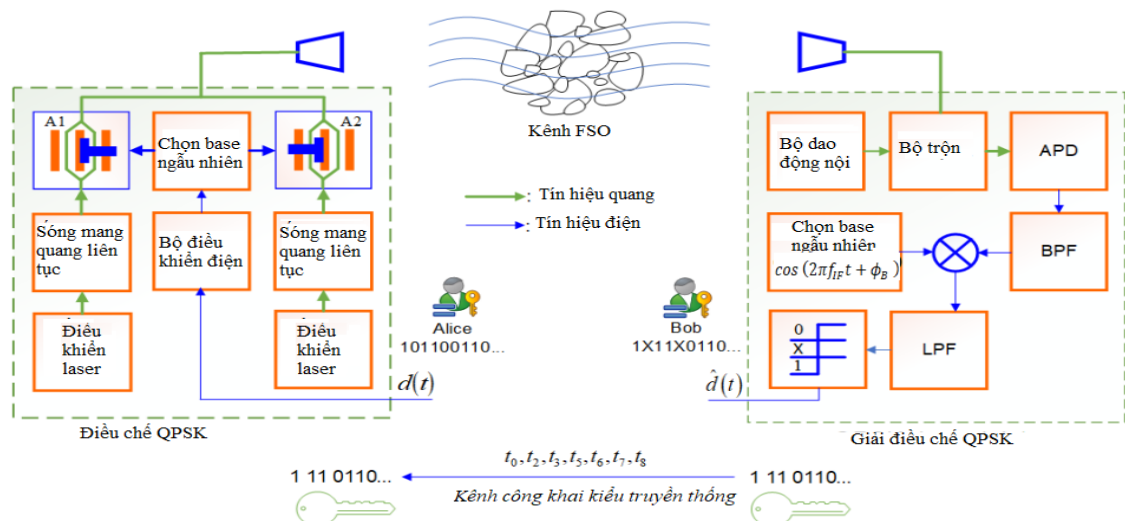 A1
Chọn base
ngẫu nhiên
A2
Sóng mang
quang liên
tục
Bộ điều
khiển điện
Sóng mang
quang liên
tục
Điều
khiển
laser
Điều
khiển
laser
d(t)
Điều chế QPSK
Kênh FSO
: Tín hiệu quang
: Tín hiệu điện
Alice
101100110...
Bob
1X11X0110...
Bộ dao
động nội
Bộ trộn
APD
Chọn base
ngẫu nhiên
cos (2πf_IF t + ϕ_B)
BPF
0
X
1
LPF
d̂(t)
Giải điều chế QPSK
t₀,t₂,t₃,t₅,t₆,t₇,t₈
1 11 0110...
1 11 0110...
Kênh công khai kiểu truyền thống